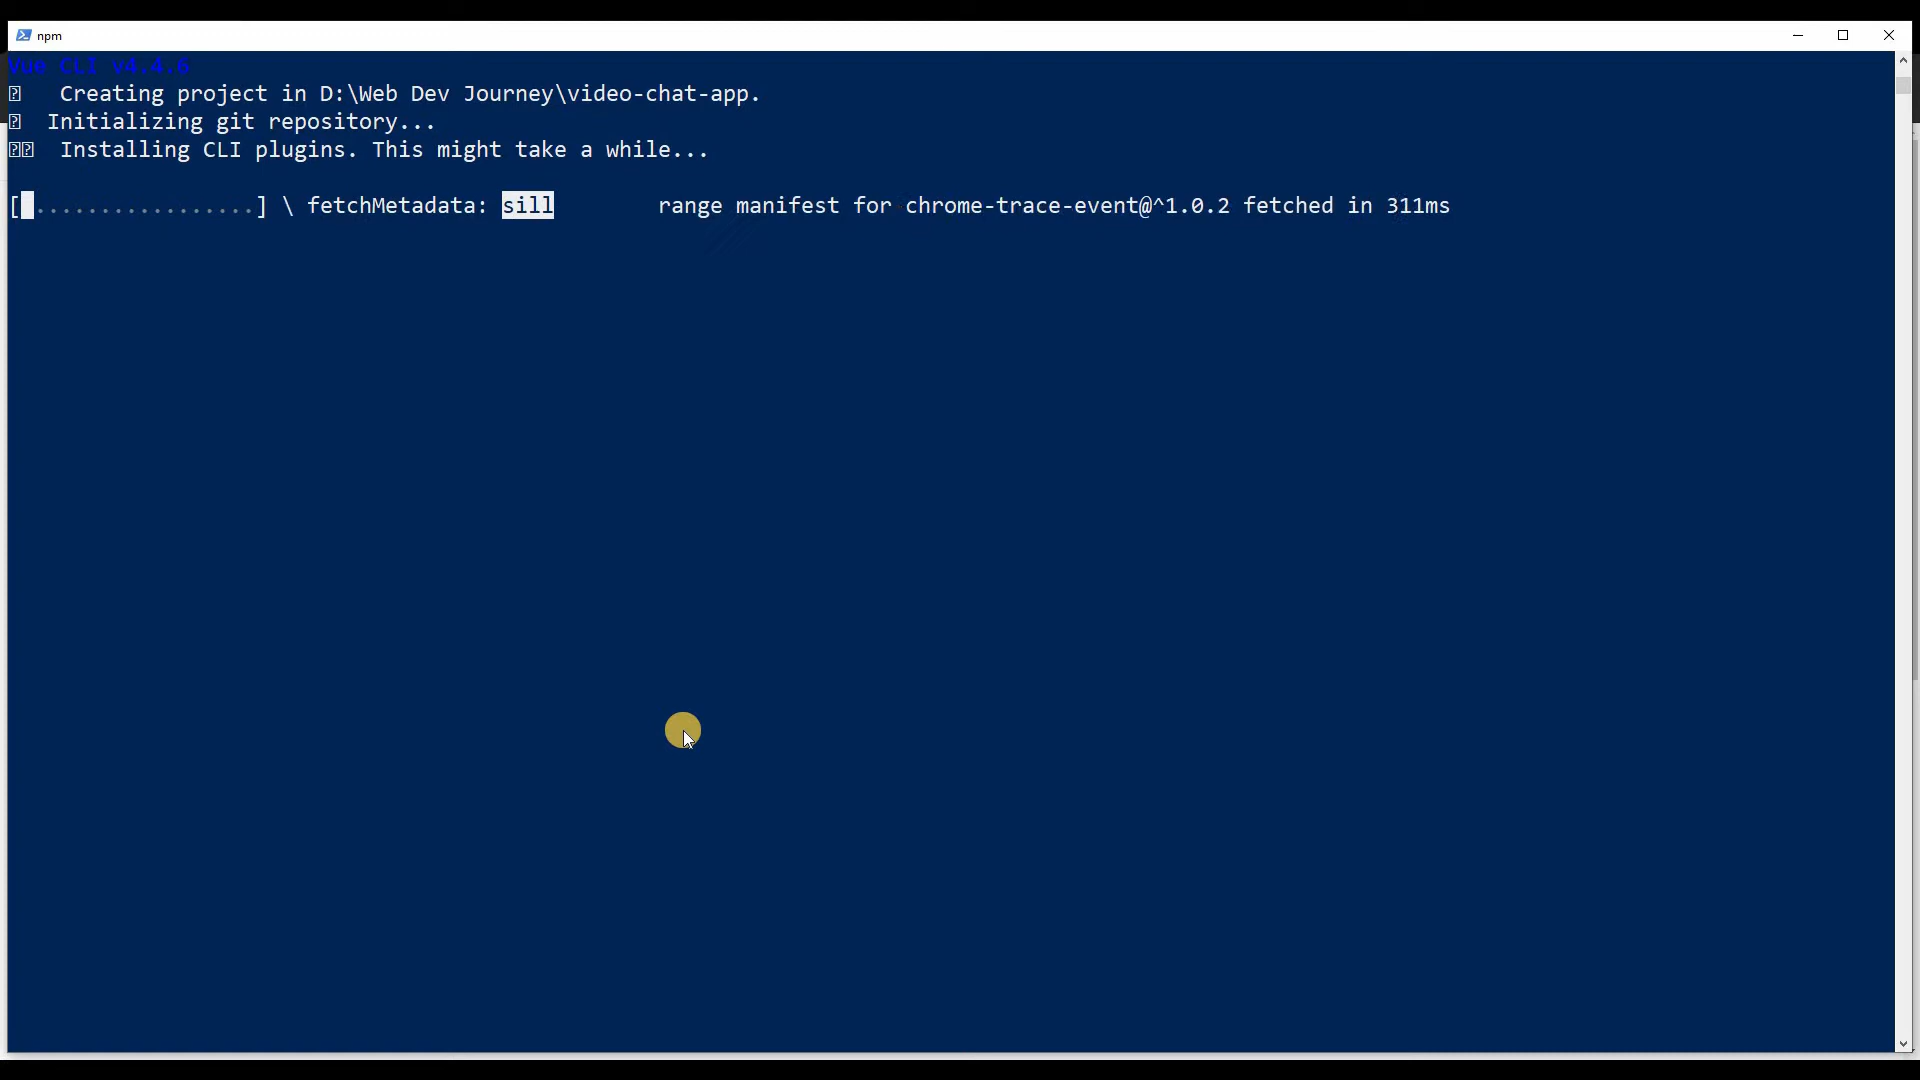 npm
Vue CLI v4.4.6
Creating project in D:\Web Dev Journey\video-chat-app.
Initializing git repository...
Installing CLI plugins. This might take a while...
[ .................] \ fetchMetadata: sill range manifest for chrome-trace-event@^1.0.2 fetched in 311ms